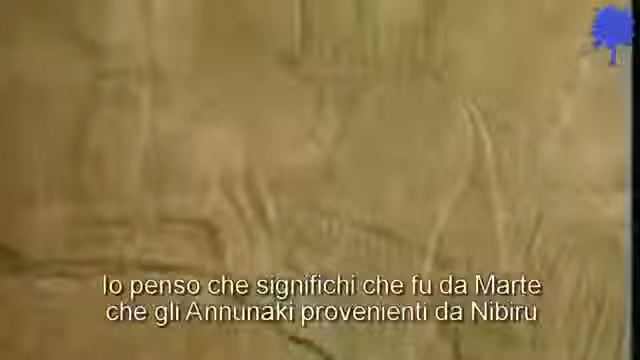 Io penso che significhi che fu da Marte
che gli Annunaki provenienti da Nibiru